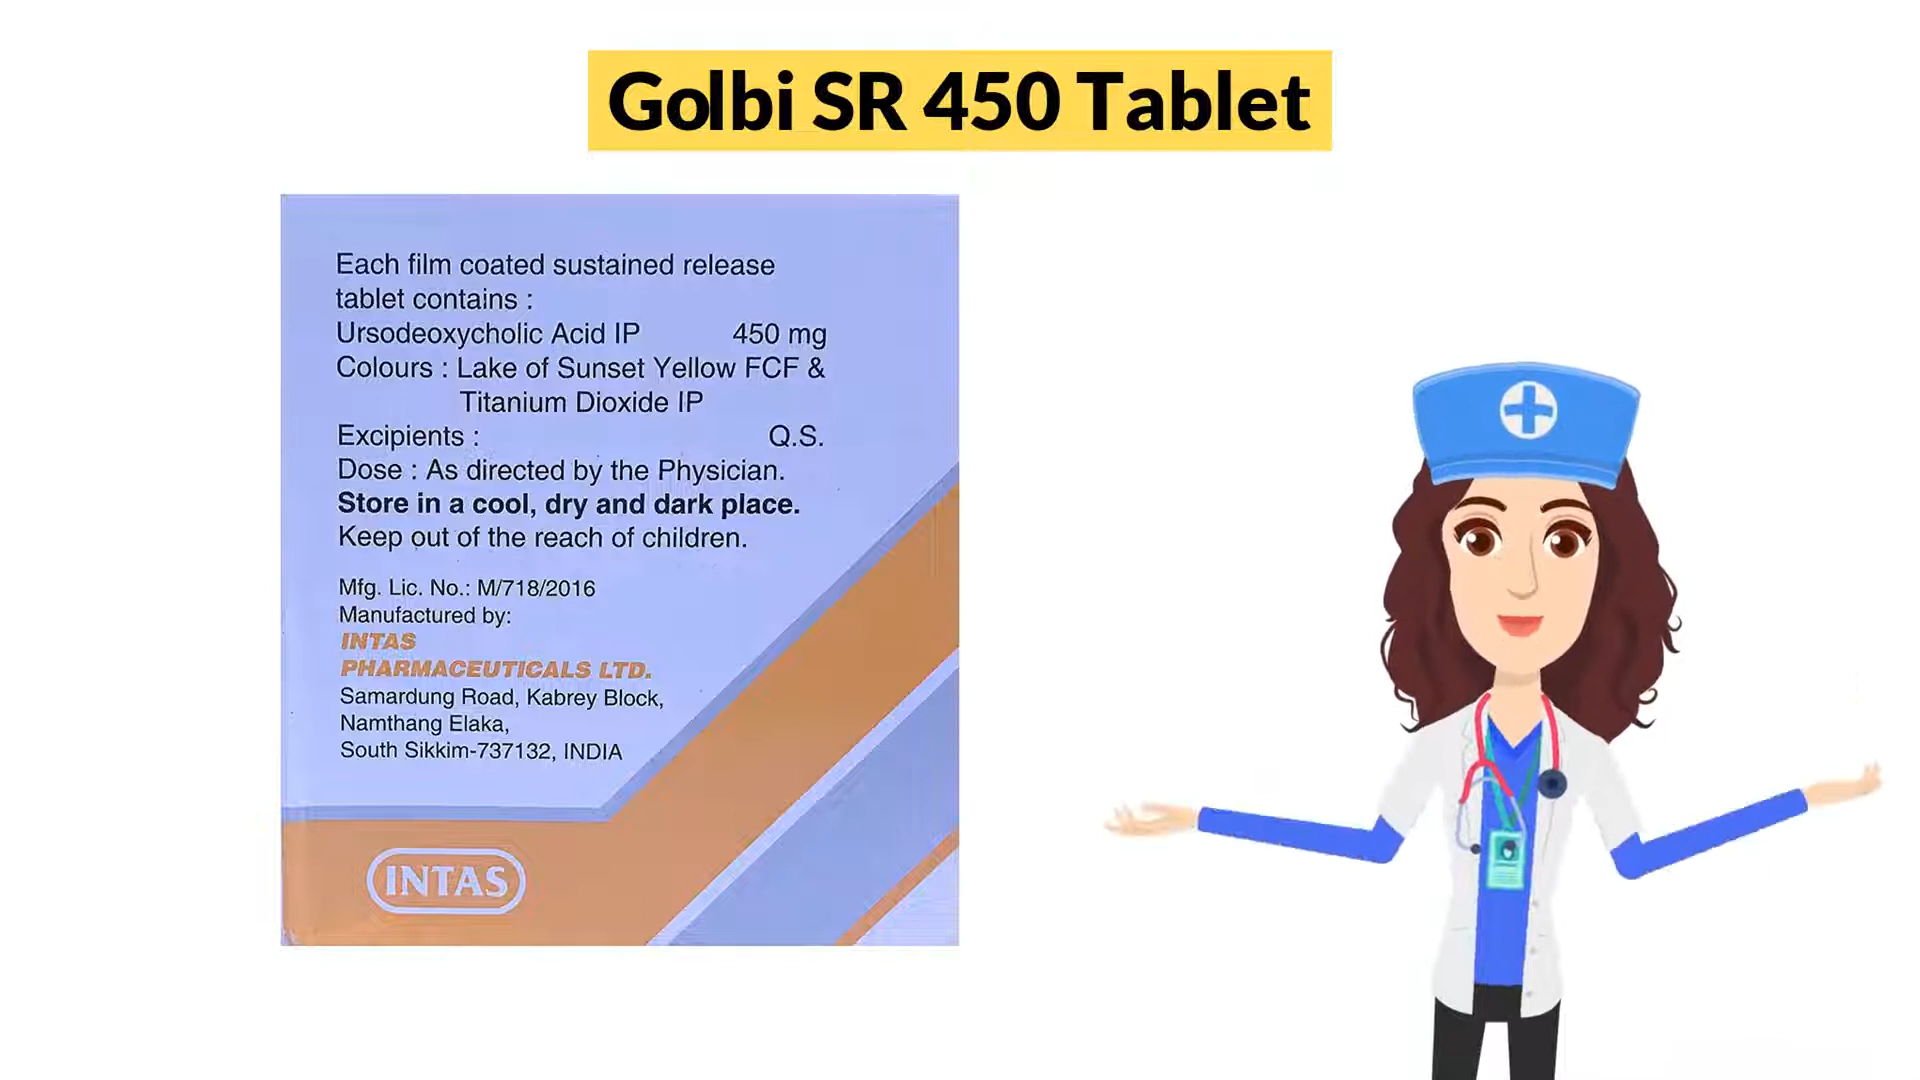 Golbi SR 450 Tablet
Each film coated sustained release
tablet contains :
Ursodeoxycholic Acid IP 450 mg
Colours : Lake of Sunset Yellow FCF &
Titanium Dioxide IP
Excipients : Q.S.
Dose : As directed by the Physician.
Store in a cool, dry and dark place.
Keep out of the reach of children.
Mfg. Lic. No.: M/718/2016
Manufactured by:
INTAS
PHARMACEUTICALS LTD.
Samardung Road, Kabrey Block,
Namthang Elaka,
South Sikkim-737132, INDIA
INTAS